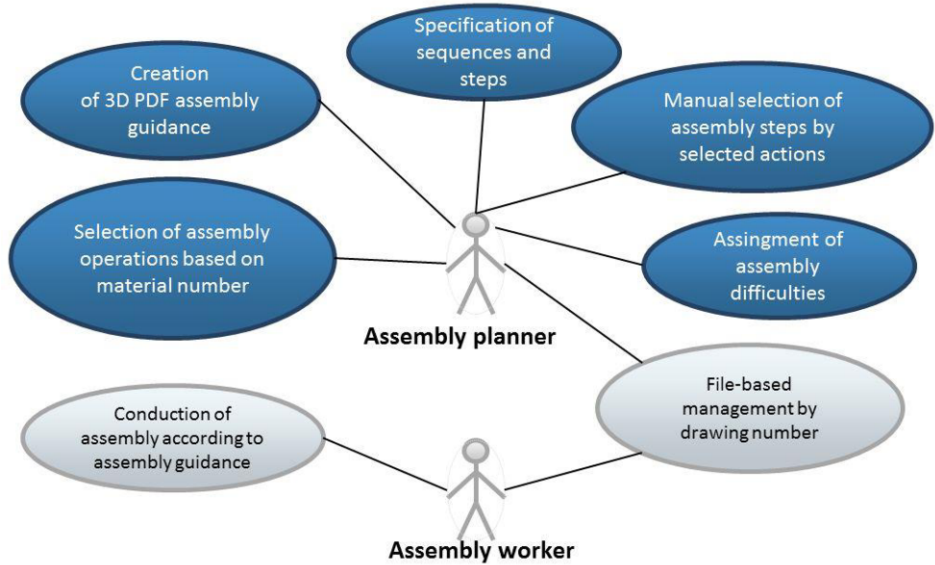 Specification of
sequences and
steps
Creation
of 3D PDF assembly
guidance
Manual selection of
assembly steps by
selected actions
Selection of assembly
operations based on
material number
Assingment of
assembly
difficulties
Assembly planner
File-based
management by
drawing number
Conduction of
assembly according to
assembly guidance
Assembly worker